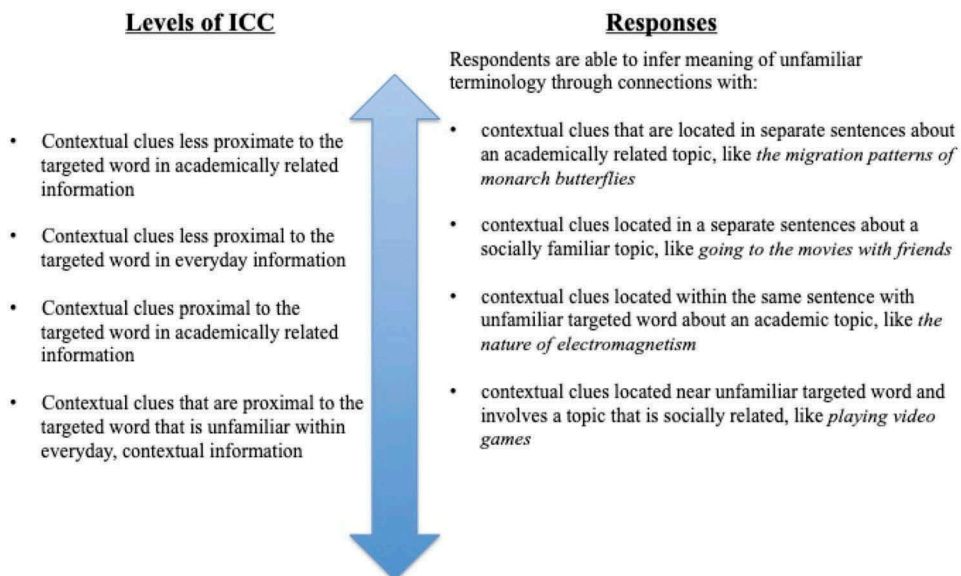 Levels of ICC
• Contextual clues less proximate to the
targeted word in academically related
information
• Contextual clues less proximal to the
targeted word in everyday information
• Contextual clues proximal to the
targeted word in academically related
information
• Contextual clues that are proximal to the
targeted word that is unfamiliar within
everyday, contextual information
Responses
Respondents are able to infer meaning of unfamiliar
terminology through connections with:
• contextual clues that are located in separate sentences about
an academically related topic, like the migration patterns of
monarch butterflies
• contextual clues located in a separate sentences about a
socially familiar topic, like going to the movies with friends
• contextual clues located within the same sentence with
unfamiliar targeted word about an academic topic, like the
nature of electromagnetism
• contextual clues located near unfamiliar targeted word and
involves a topic that is socially related, like playing video
games